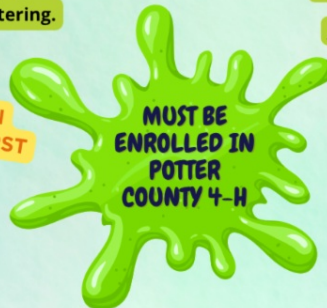 tering.
ST
MUST BE
ENROLLED IN
POTTER
COUNTY 4-H